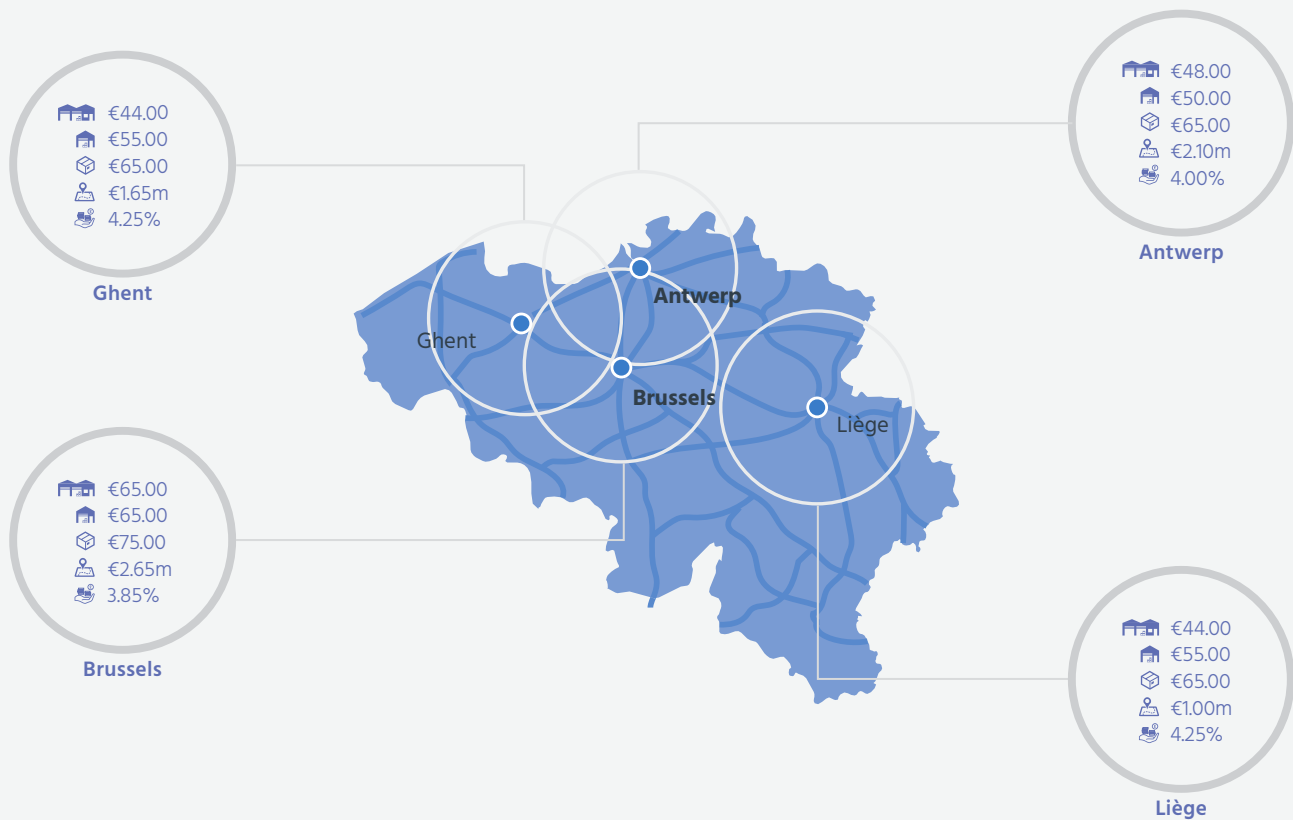 €44.00
€55.00
€65.00
€1.65m
4.25%
Ghent
€48.00
€50.00
€65.00
€2.10m
4.00%
Antwerp
Antwerp
Ghent
Brussels
Liège
€65.00
€65.00
€75.00
€2.65m
3.85%
Brussels
€44.00
€55.00
€65.00
€1.00m
4.25%
Liège